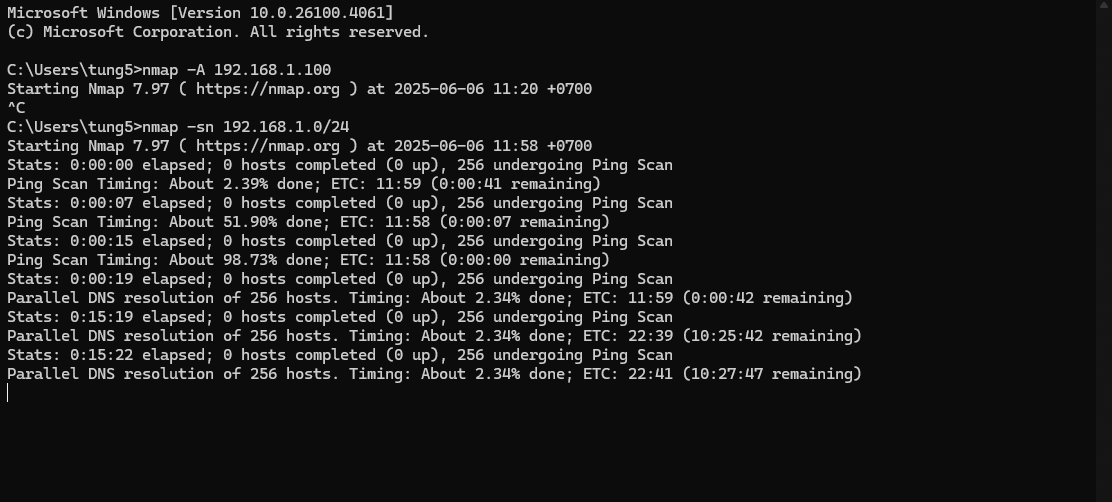 Microsoft Windows [Version 10.0.26100.4061]
(c) Microsoft Corporation. All rights reserved.
C:\Users\tung5>nmap -A 192.168.1.100
Starting Nmap 7.97 ( https://nmap.org ) at 2025-06-06 11:20 +0700
^C
C:\Users\tung5>nmap -sn 192.168.1.0/24
Starting Nmap 7.97 ( https://nmap.org ) at 2025-06-06 11:58 +0700
Stats: 0:00:00 elapsed; 0 hosts completed (0 up), 256 undergoing Ping Scan
Ping Scan Timing: About 2.39% done; ETC: 11:59 (0:00:41 remaining)
Stats: 0:00:07 elapsed; 0 hosts completed (0 up), 256 undergoing Ping Scan
Ping Scan Timing: About 51.90% done; ETC: 11:58 (0:00:07 remaining)
Stats: 0:00:15 elapsed; 0 hosts completed (0 up), 256 undergoing Ping Scan
Ping Scan Timing: About 98.73% done; ETC: 11:58 (0:00:00 remaining)
Stats: 0:00:19 elapsed; 0 hosts completed (0 up), 256 undergoing Ping Scan
Parallel DNS resolution of 256 hosts. Timing: About 2.34% done; ETC: 11:59 (0:00:42 remaining)
Stats: 0:15:19 elapsed; 0 hosts completed (0 up), 256 undergoing Ping Scan
Parallel DNS resolution of 256 hosts. Timing: About 2.34% done; ETC: 22:39 (10:25:42 remaining)
Stats: 0:15:22 elapsed; 0 hosts completed (0 up), 256 undergoing Ping Scan
Parallel DNS resolution of 256 hosts. Timing: About 2.34% done; ETC: 22:41 (10:27:47 remaining)